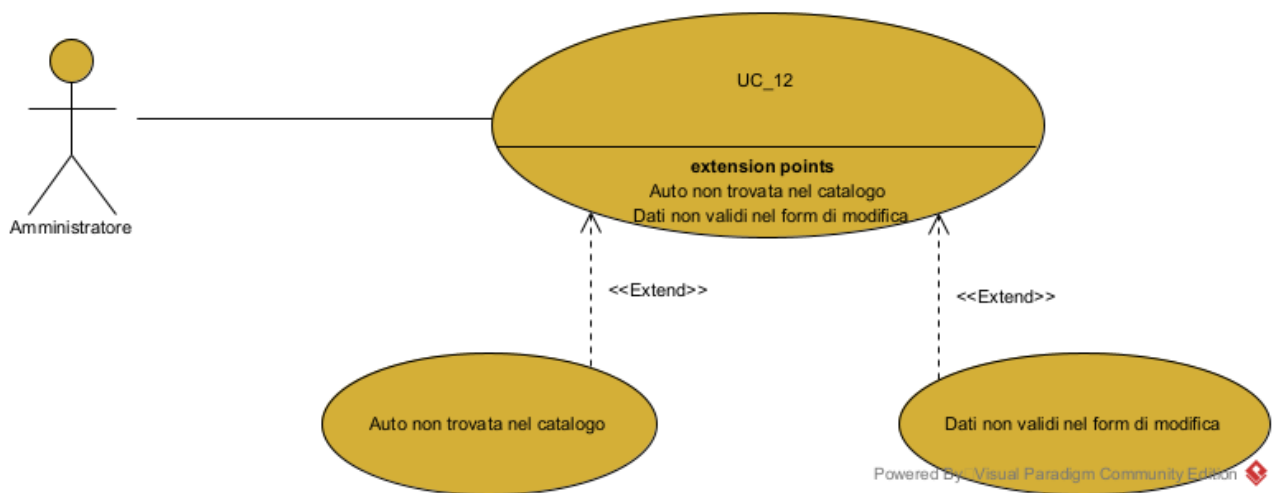 UC_12
extension points
Auto non trovata nel catalogo
Dati non validi nel form di modifica
Amministratore
<<Extend>>
<<Extend>>
Auto non trovata nel catalogo
Dati non validi nel form di modifica
Powered By: Visual Paradigm Community Edition